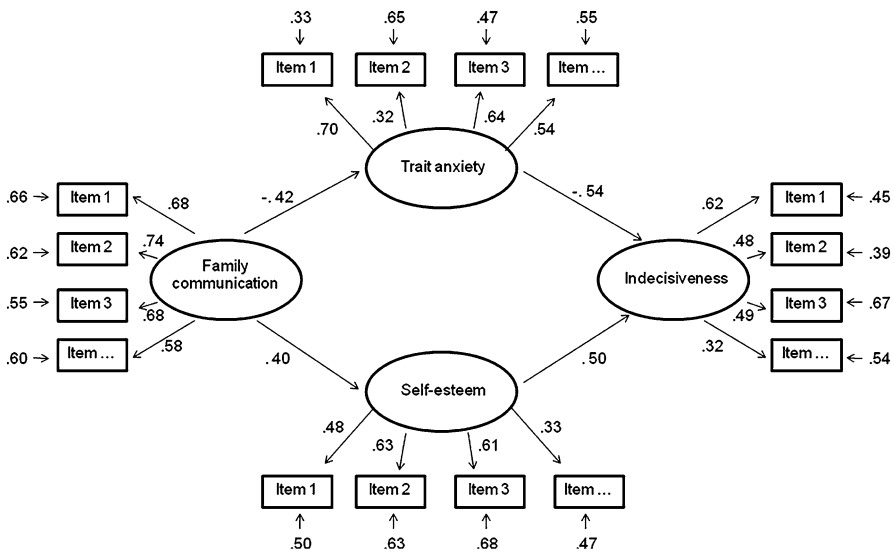 .33 .65 .47 .55
Item 1 Item 2 Item 3 Item ...
.70 .32 .64 .54
Trait anxiety
-. 42 -. 54
.66 Item 1 .68 .62 Item 1 .45
.62 Item 2 .74 .48 Item 2 .39
Family
communication
Indecisiveness
.55 Item 3 .68 .49 Item 3 .67
.60 Item ... .58 .32 Item ... .54
. 40 . 50
Self-esteem
.48 .63 .61 .33
Item 1 Item 2 Item 3 Item ...
.50 .63 .68 .47